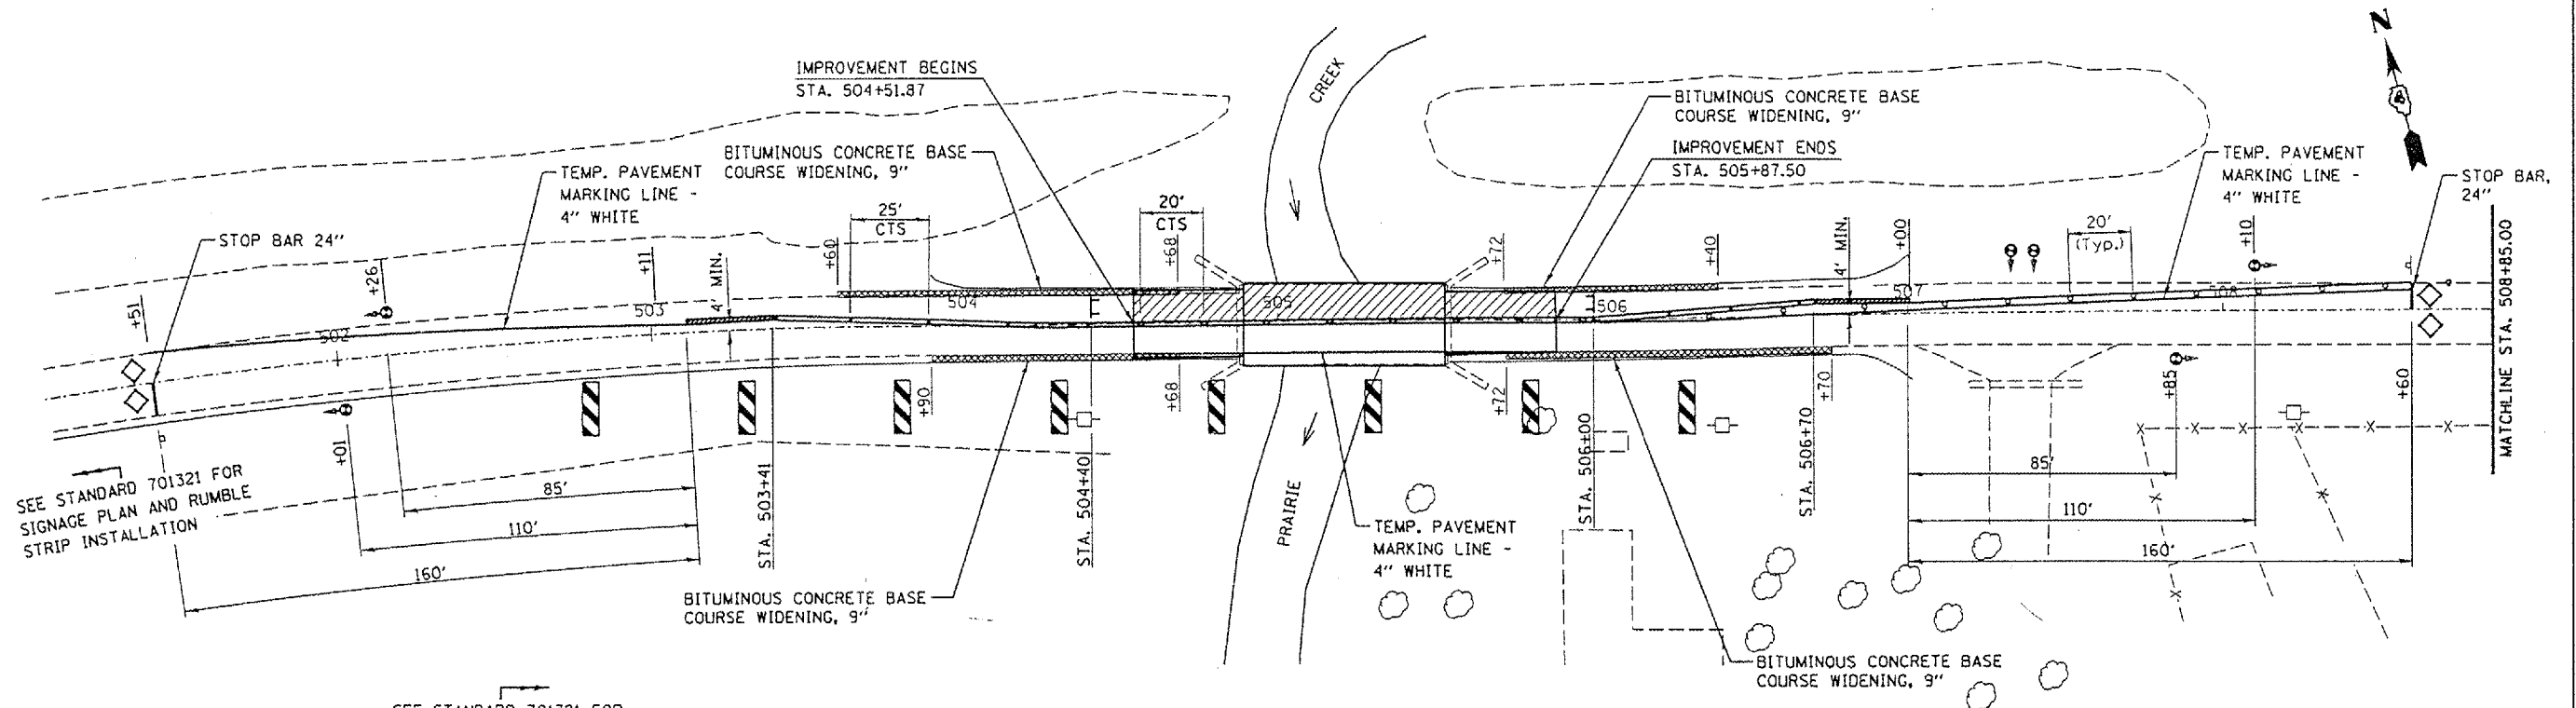 N
IMPROVEMENT BEGINS
STA. 504+51.87
CREEK
BITUMINOUS CONCRETE BASE
COURSE WIDENING, 9"
IMPROVEMENT ENDS
STA. 505+87.50
TEMP. PAVEMENT
MARKING LINE -
4" WHITE
BITUMINOUS CONCRETE BASE
COURSE WIDENING, 9"
TEMP. PAVEMENT
MARKING LINE -
4" WHITE
STOP BAR,
24"
STOP BAR 24"
25'
CTS
20'
CTS
20'
(Typ.)
+51
+26
+11
4' MIN.
+60
+68
+72
+40
4' MIN.
+00
+10
502
503
504
505
506
507
508
MATCHLINE STA. 508+85.00
+01
+90
+68
+72
+70
+85
+60
STA. 503+41
STA. 504+40
STA. 506+00
STA. 506+70
SEE STANDARD 701321 FOR
SIGNAGE PLAN AND RUMBLE
STRIP INSTALLATION
85'
110'
160'
85'
110'
160'
PRAIRIE
TEMP. PAVEMENT
MARKING LINE -
4" WHITE
BITUMINOUS CONCRETE BASE
COURSE WIDENING, 9"
BITUMINOUS CONCRETE BASE
COURSE WIDENING, 9"
SEE STANDARD 701321 FOR